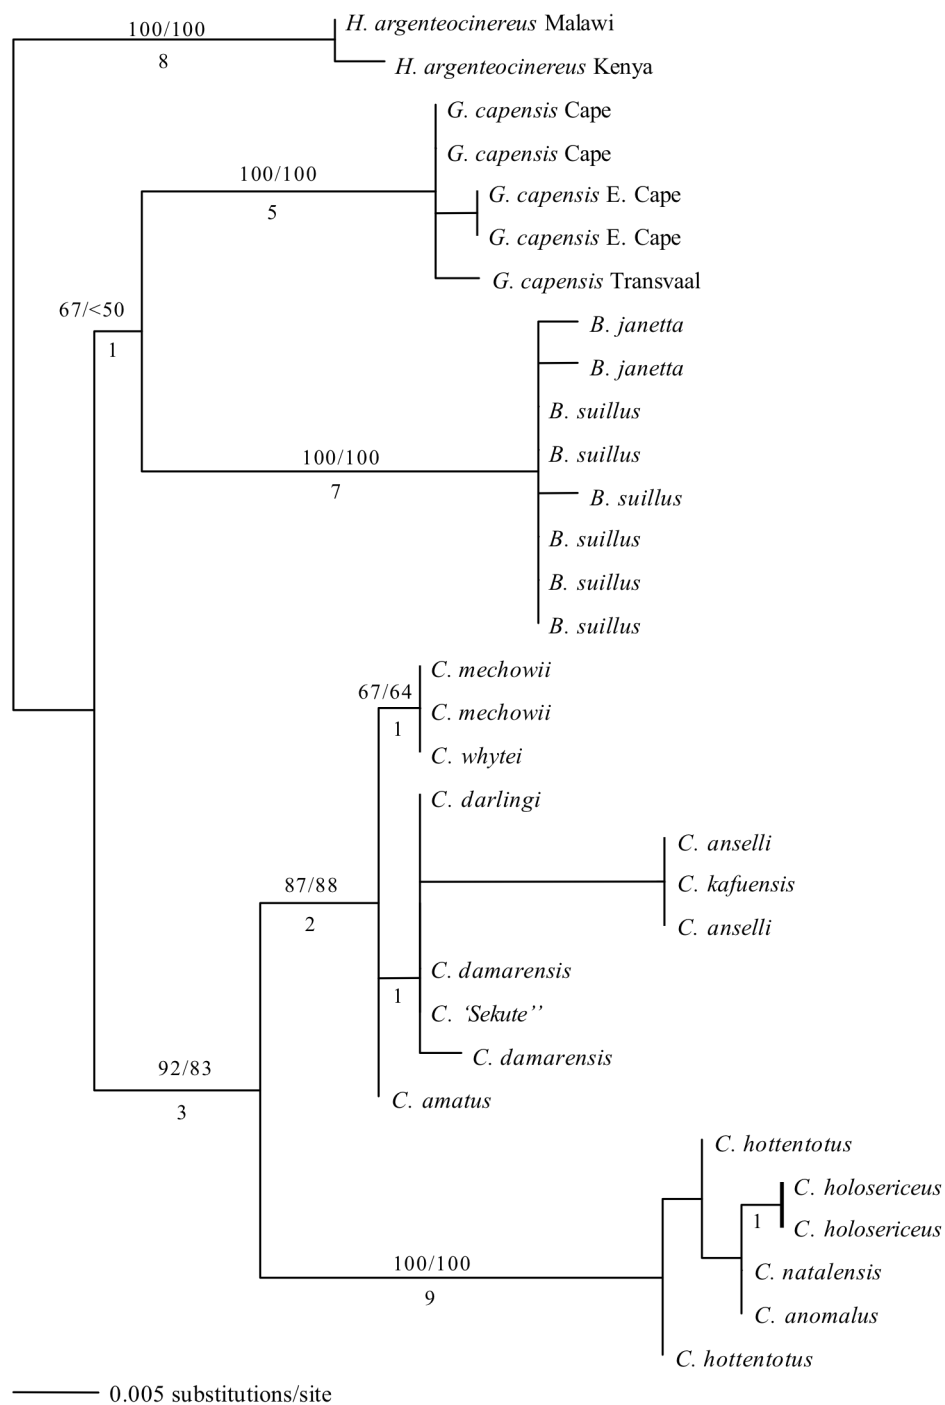 H. argenteocinereus Malawi
100/100
8
H. argenteocinereus Kenya
G. capensis Cape
G. capensis Cape
100/100
G. capensis E. Cape
5
G. capensis E. Cape
G. capensis Transvaal
67/<50
B. janetta
1
B. janetta
B. suillus
B. suillus
100/100
7
B. suillus
B. suillus
B. suillus
B. suillus
C. mechowii
67/64
C. mechowii
1
C. whytei
C. darlingi
C. anselli
87/88
C. kafuensis
2
C. anselli
C. damarensis
1
C. ‘Sekute’’
C. damarensis
92/83
C. amatus
3
C. hottentotus
C. holosericeus
1
C. holosericeus
100/100
C. natalensis
9
C. anomalus
C. hottentotus
0.005 substitutions/site